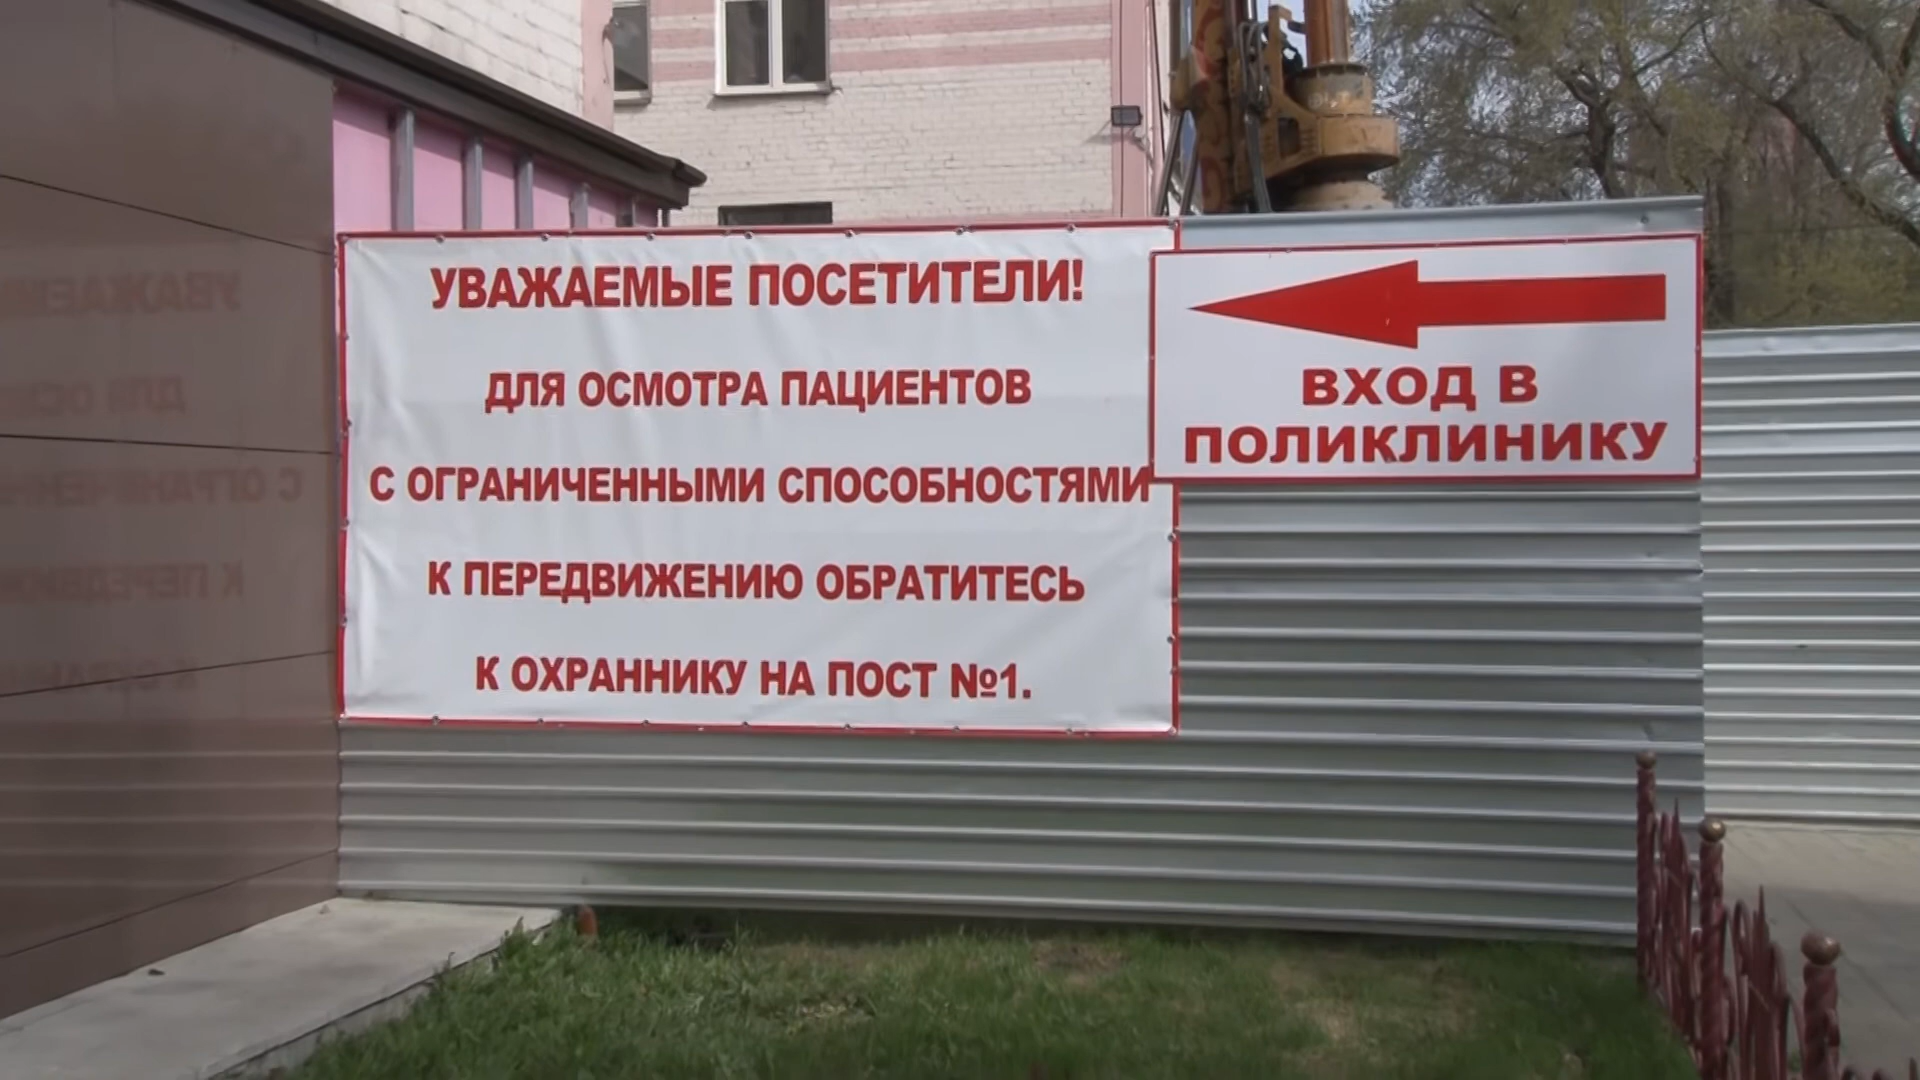 УВАЖАЕМЫЕ ПОСЕТИТЕЛИ!
ДЛЯ ОСМОТРА ПАЦИЕНТОВ
С ОГРАНИЧЕННЫМИ СПОСОБНОСТЯМИ
К ПЕРЕДВИЖЕНИЮ ОБРАТИТЕСЬ
К ОХРАННИКУ НА ПОСТ №1.
ВХОД В
ПОЛИКЛИНИКУ